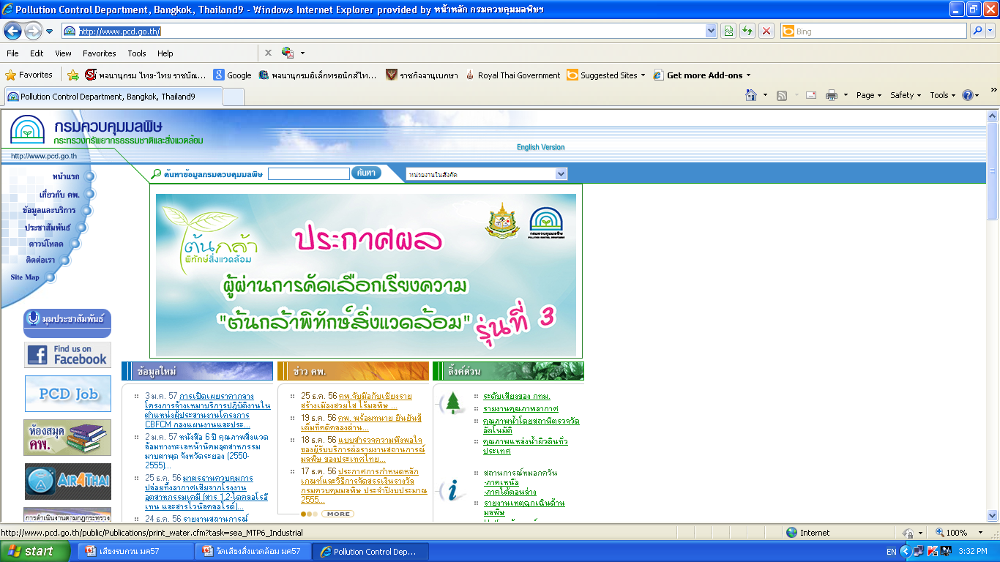 Pollution Control Department, Bangkok, Thailand9 - Windows Internet Explorer provided by หน้าหลัก กรมควบคุมมลพิษฯ
http://www.pcd.go.th/
Bing
File Edit View Favorites Tools Help
Favorites พจนานุกรม ไทย-ไทย ราชบัณ... Google พจนานุกรมอิเล็กทรอนิกส์ไท... ราชกิจจานุเบกษา Royal Thai Government Suggested Sites Get more Add-ons
Pollution Control Department, Bangkok, Thailand9
Page Safety Tools
กรมควบคุมมลพิษ
กระทรวงทรัพยากรธรรมชาติและสิ่งแวดล้อม
English Version
http://www.pcd.go.th
ค้นหาข้อมูลกรมควบคุมมลพิษ ค้นหา หน่วยงานในสังกัด
หน้าแรก
เกี่ยวกับ คพ.
ข้อมูลและบริการ
ประชาสัมพันธ์
ดาวน์โหลด
ติดต่อเรา
Site Map
มุมประชาสัมพันธ์
Find us on
Facebook
PCD Job
ห้องสมุด
คพ.
AIR4THAI
การดำเนินงานตามกฎกระทรวง
ต้นกล้า
พิทักษ์สิ่งแวดล้อม
ประกาศผล
กรมควบคุมมลพิษ
POLLUTION CONTROL DEPARTMENT
ผู้ผ่านการคัดเลือกเรียงความ
"ต้นกล้าพิทักษ์สิ่งแวดล้อม" รุ่นที่ 3
ข้อมูลใหม่
3 ม.ค. 57 การเปิดเผยราคากลาง
โครงการจ้างเหมาบริการปฏิบัติงานใน
ตำแหน่งผู้ประสานงานโครงการ
CBFCM กองแผนงานและประ...
2 ม.ค. 57 หนังสือ 6 ปี คุณภาพสิ่งแวด
ล้อมทางทะเลหน้านิคมอุตสาหกรรม
มาบตาพุด จังหวัดระยอง (2550-
2555)...
25 ธ.ค. 56 มาตรฐานควบคุมการ
ปล่อยทิ้งอากาศเสียจากโรงงาน
อุตสาหกรรมเคมี (สาร 1,2-ไดคลอโรอี
เทน และสารไวนิลคลอไรด์)...
24 ธ.ค. 56 รายงานสถานการณ์
ข่าว คพ.
25 ธ.ค. 56 คพ.จับมือกับเชียงราย
สร้างเมืองสวยใส ไร้มลพิษ ...
19 ธ.ค. 56 คพ. พร้อมทนาย ยืนยันสู้
เต็มที่คดีคลองด่าน...
18 ธ.ค. 56 แบบสำรวจความพึงพอใจ
ของผู้รับบริการต่อรายงานสถานการณ์
มลพิษ ของประเทศไทย...
17 ธ.ค. 56 ประกาศการกำหนดหลัก
เกณฑ์และวิธีการจัดสรรเงินรางวัล
กรมควบคุมมลพิษ ประจำปีงบประมาณ
2555...
MORE
ลิ้งค์ด่วน
ระดับเสียงของ กทม.
รายงานคุณภาพอากาศ
คุณภาพน้ำโดยสถานีตรวจวัด
อัตโนมัติ
คุณภาพแหล่งน้ำผิวดินทั่ว
ประเทศ
สถานการณ์หมอกควัน
-ภาคเหนือ
-ภาคใต้ตอนล่าง
รายงานเหตุฉุกเฉินด้าน
มลพิษ
http://www.pcd.go.th/public/Publications/print_water.cfm?task=sea_MTP6_Industrial
Internet 100%
start เสียงรบกวน มค57 วัดเสียงสิ่งแวดล้อม มค57 Pollution Control Dep... EN 3:32 PM